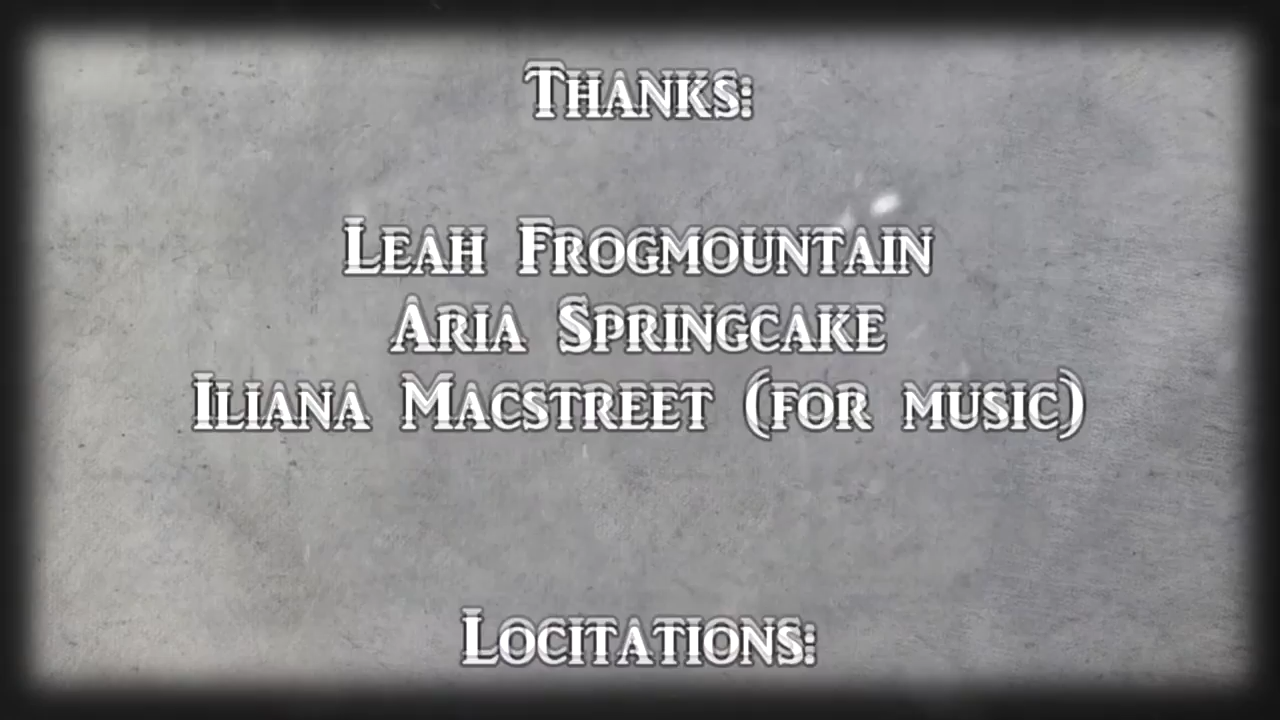 Thanks:
Leah Frogmountain
Aria Springcake
Iliana Macstreet (for music)
Locitations: